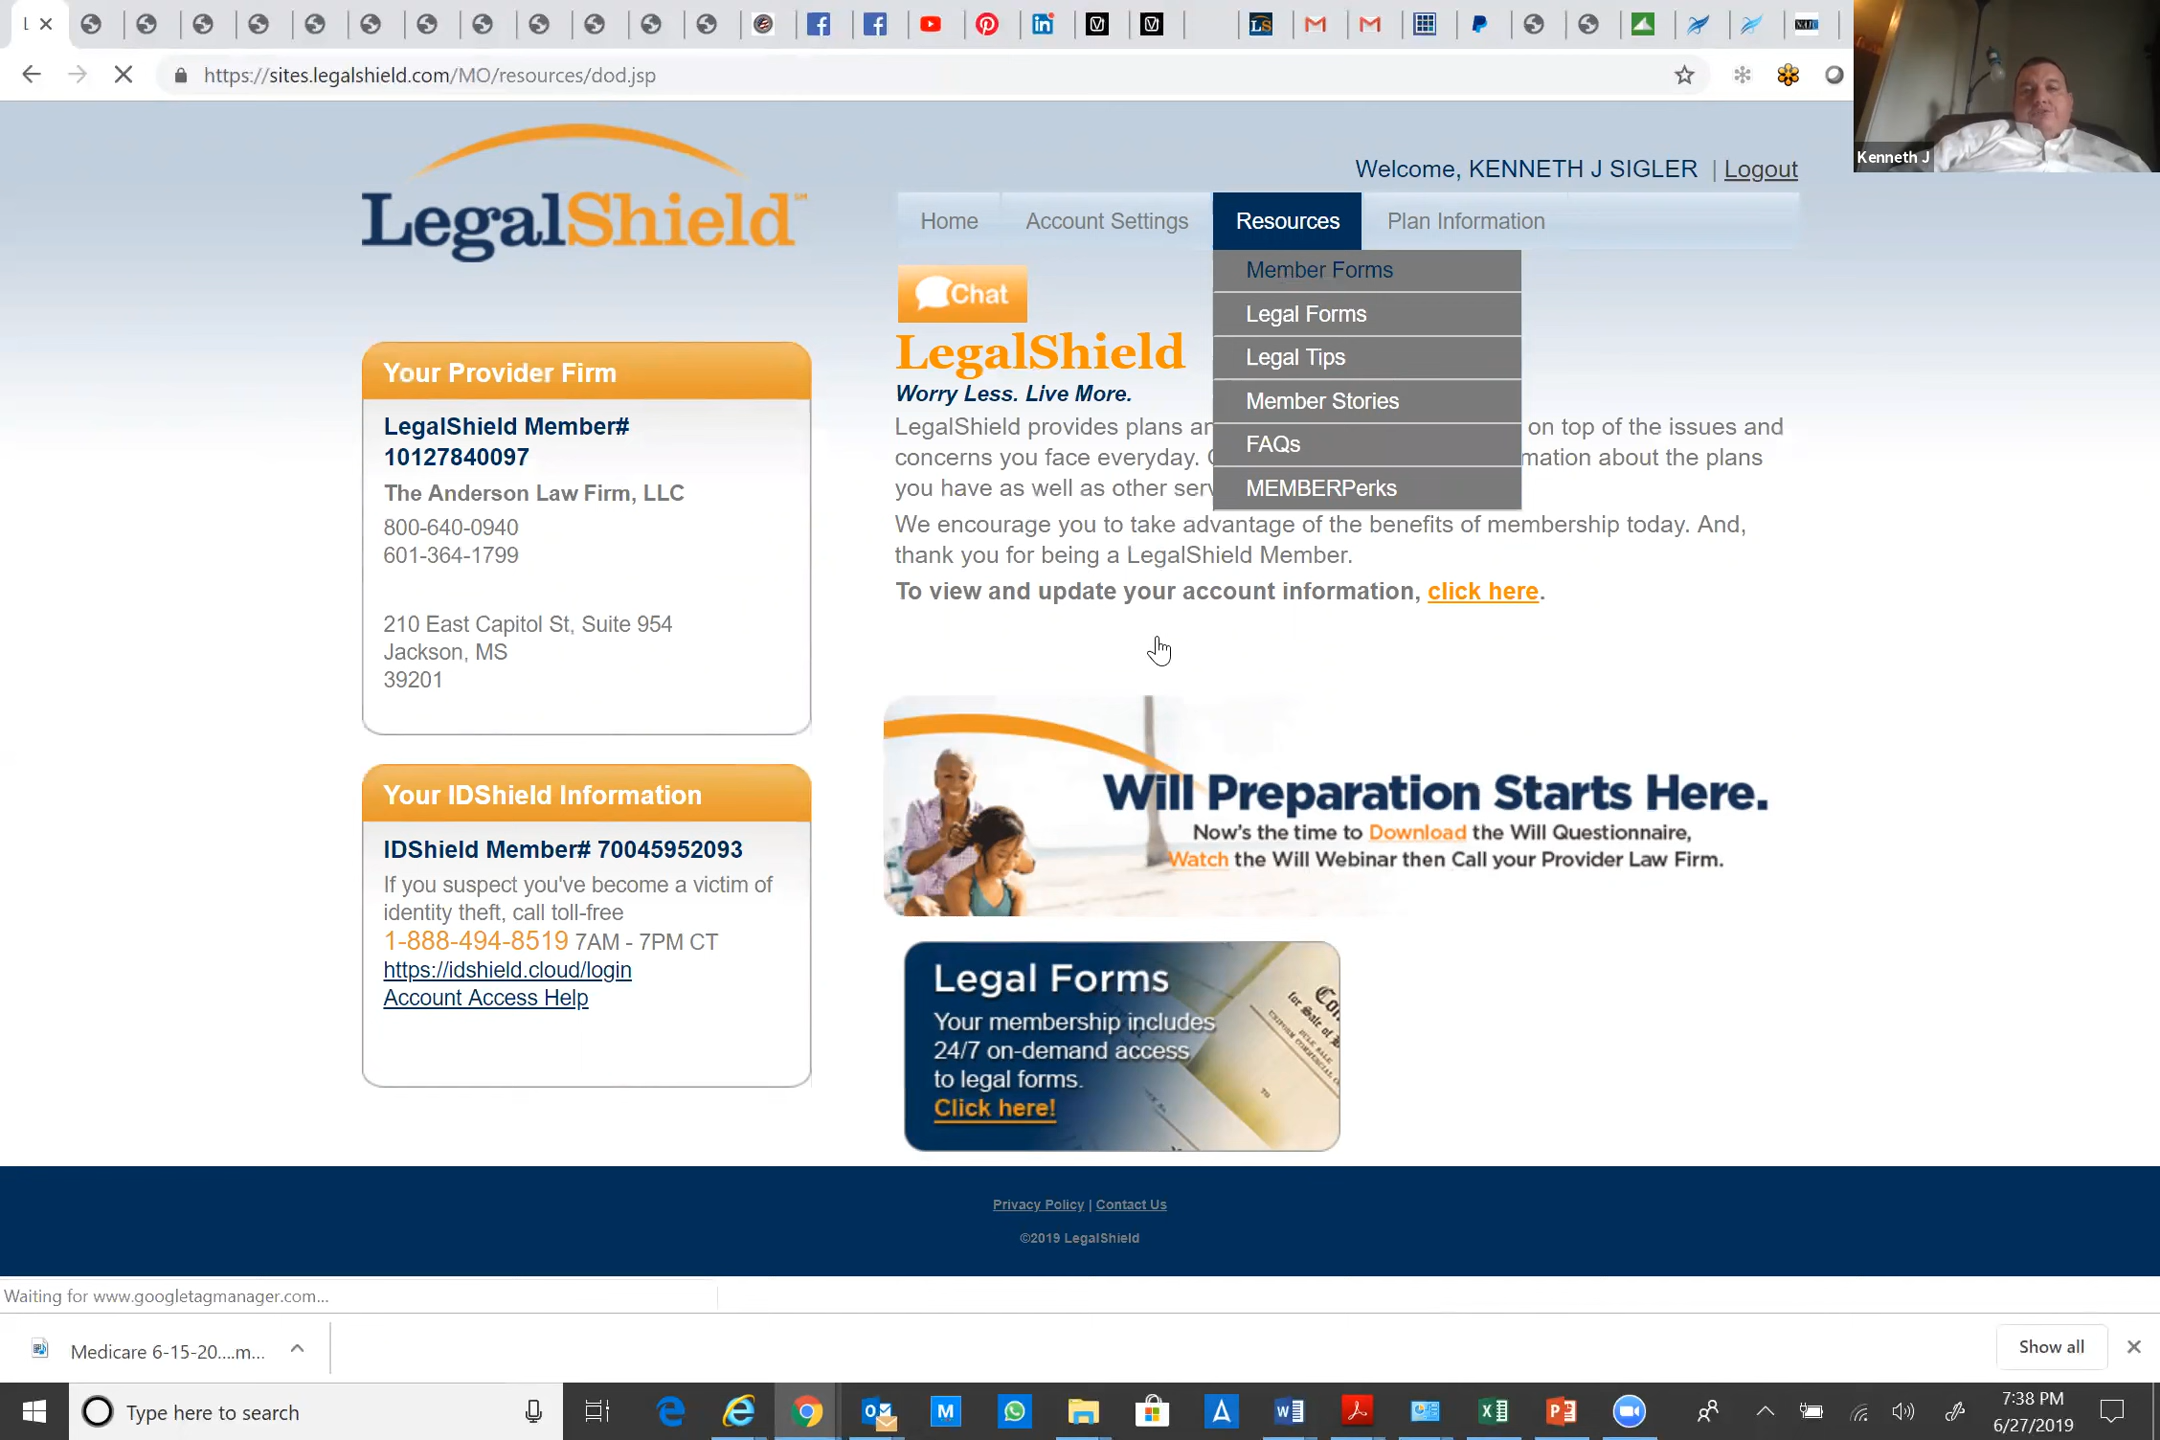 https://sites.legalshield.com/MO/resources/dod.jsp
Kenneth J
LegalShield
Welcome, KENNETH J SIGLER | Logout
Home Account Settings Resources Plan Information
Member Forms
Legal Forms
Legal Tips
Member Stories
FAQs
MEMBERPerks
Chat
LegalShield
Worry Less. Live More.
LegalShield provides plans an on top of the issues and
concerns you face everyday. mation about the plans
you have as well as other serv
We encourage you to take advantage of the benefits of membership today. And,
thank you for being a LegalShield Member.
To view and update your account information, click here.
Your Provider Firm
LegalShield Member#
10127840097
The Anderson Law Firm, LLC
800-640-0940
601-364-1799
210 East Capitol St, Suite 954
Jackson, MS
39201
Your IDShield Information
IDShield Member# 70045952093
If you suspect you've become a victim of
identity theft, call toll-free
1-888-494-8519 7AM - 7PM CT
https://idshield.cloud/login
Account Access Help
Will Preparation Starts Here.
Now's the time to Download the Will Questionnaire,
Watch the Will Webinar then Call your Provider Law Firm.
Legal Forms
Your membership includes
24/7 on-demand access
to legal forms.
Click here!
Privacy Policy | Contact Us
©2019 LegalShield
Waiting for www.googletagmanager.com...
Medicare 6-15-20....m...
Show all
Type here to search
7:38 PM
6/27/2019